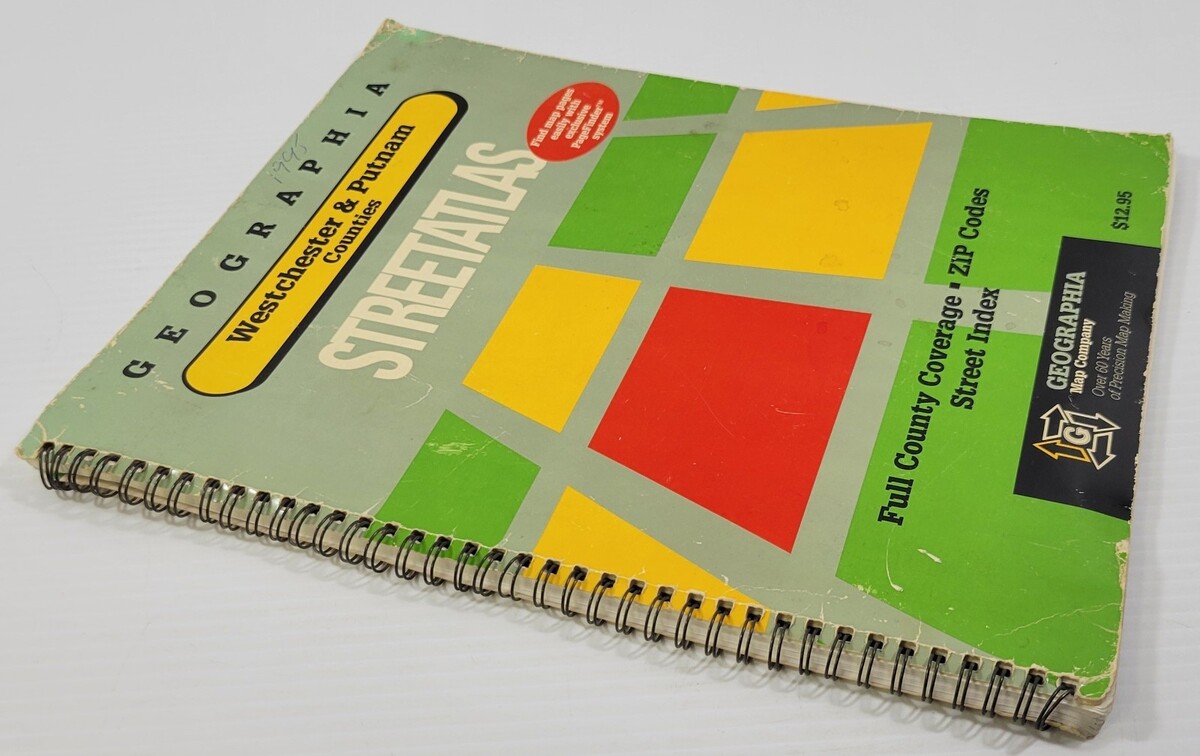 GEOGRAPHIA
1995
Westchester & Putnam
Counties
STREETATLAS
Find map pages
easily with
exclusive
PageFinder™
system
Full County Coverage ▪ ZIP Codes
Street Index
$12.95
GEOGRAPHIA
Map Company
Over 60 Years
of Precision Map Making
G